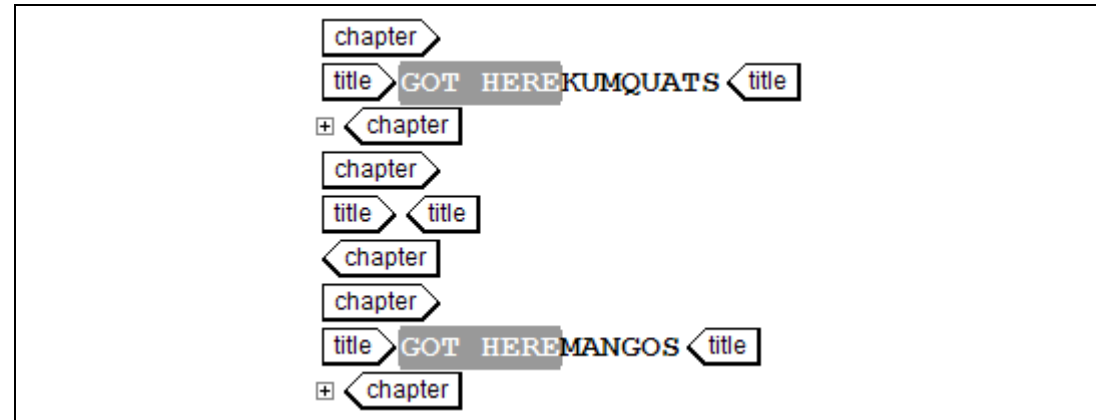 chapter
title GOT HEREKUMQUATS title
chapter
chapter
title title
chapter
chapter
title GOT HEREMANGOS title
chapter